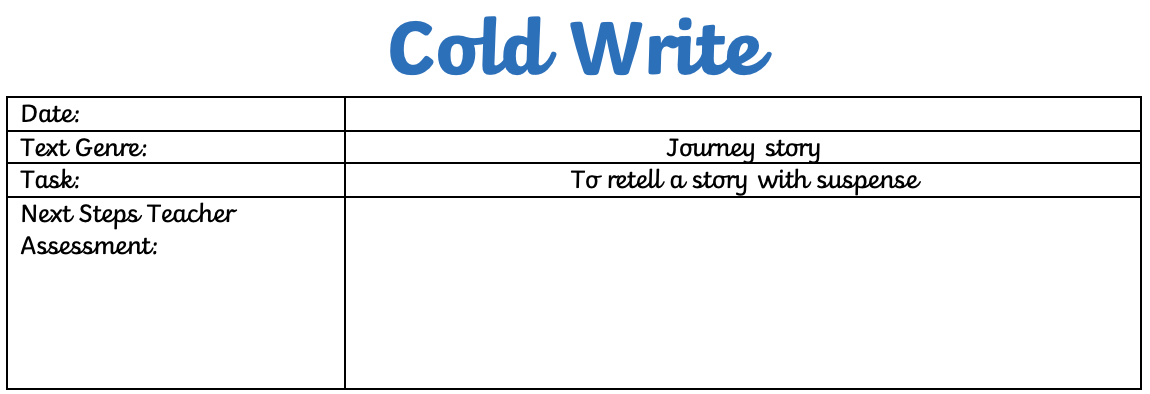 Cold Write
Date:
Text Genre: Journey story
Task: To retell a story with suspense
Next Steps Teacher
Assessment: